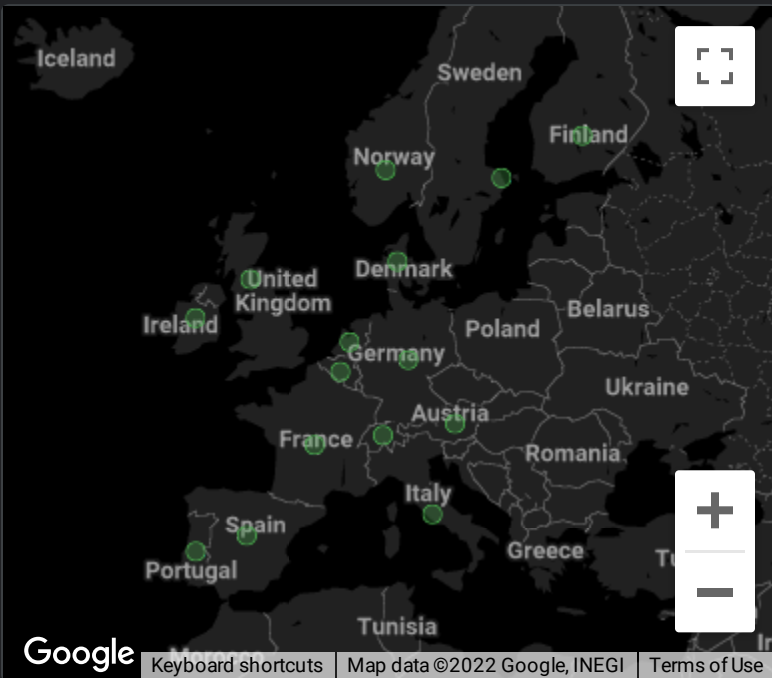 Iceland
Sweden
Finland
Norway
Denmark
United
Kingdom
Ireland
Belarus
Poland
Germany
Ukraine
Austria
France
Romania
Italy
Spain
Greece
Portugal
Tunisia
Morocco
Google
Keyboard shortcuts
Map data ©2022 Google, INEGI
Terms of Use